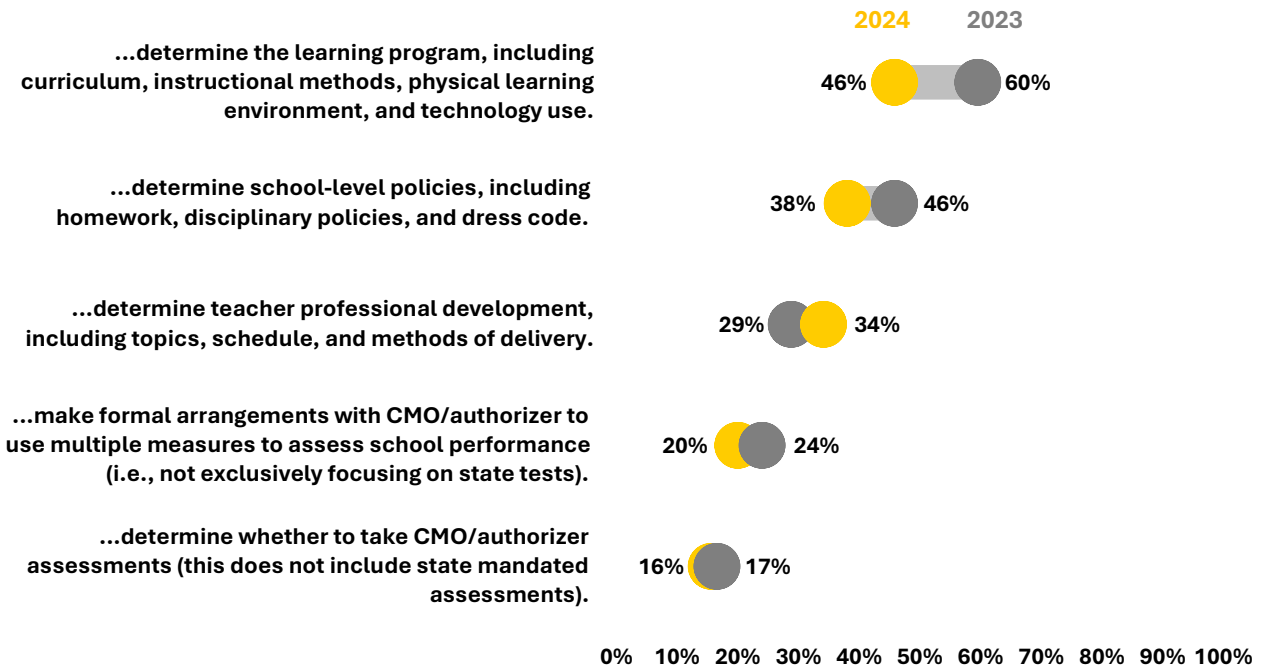 2024 2023
...determine the learning program, including
curriculum, instructional methods, physical learning
environment, and technology use.
46% 60%
...determine school-level policies, including
homework, disciplinary policies, and dress code.
38% 46%
...determine teacher professional development,
including topics, schedule, and methods of delivery.
29% 34%
...make formal arrangements with CMO/authorizer to
use multiple measures to assess school performance
(i.e., not exclusively focusing on state tests).
20% 24%
...determine whether to take CMO/authorizer
assessments (this does not include state mandated
assessments).
16% 17%
0% 10% 20% 30% 40% 50% 60% 70% 80% 90% 100%